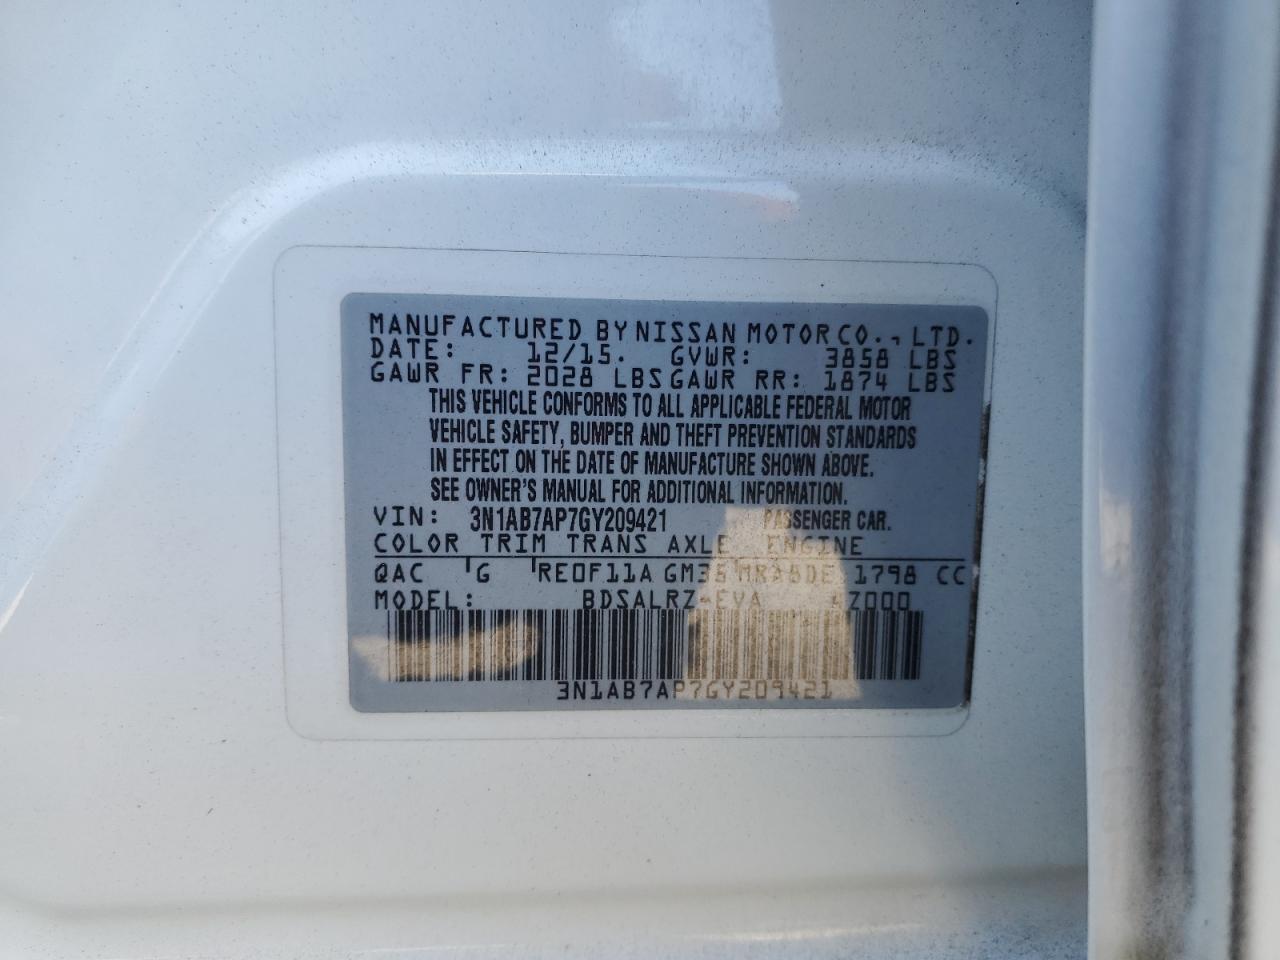 MANUFACTURED BY NISSAN MOTOR CO., LTD.
DATE: 12/15. GVWR: 3858 LBS
GAWR FR: 2028 LBS GAWR RR: 1874 LBS
THIS VEHICLE CONFORMS TO ALL APPLICABLE FEDERAL MOTOR
VEHICLE SAFETY, BUMPER AND THEFT PREVENTION STANDARDS
IN EFFECT ON THE DATE OF MANUFACTURE SHOWN ABOVE.
SEE OWNER'S MANUAL FOR ADDITIONAL INFORMATION.
VIN: 3N1AB7AP7GY209421 PASSENGER CAR.
COLOR TRIM TRANS AXLE ENGINE
QAC G RE0F11A GM35 1798 CC
MODEL: BDSALRZ-EVA
3N1AB7AP7GY209421